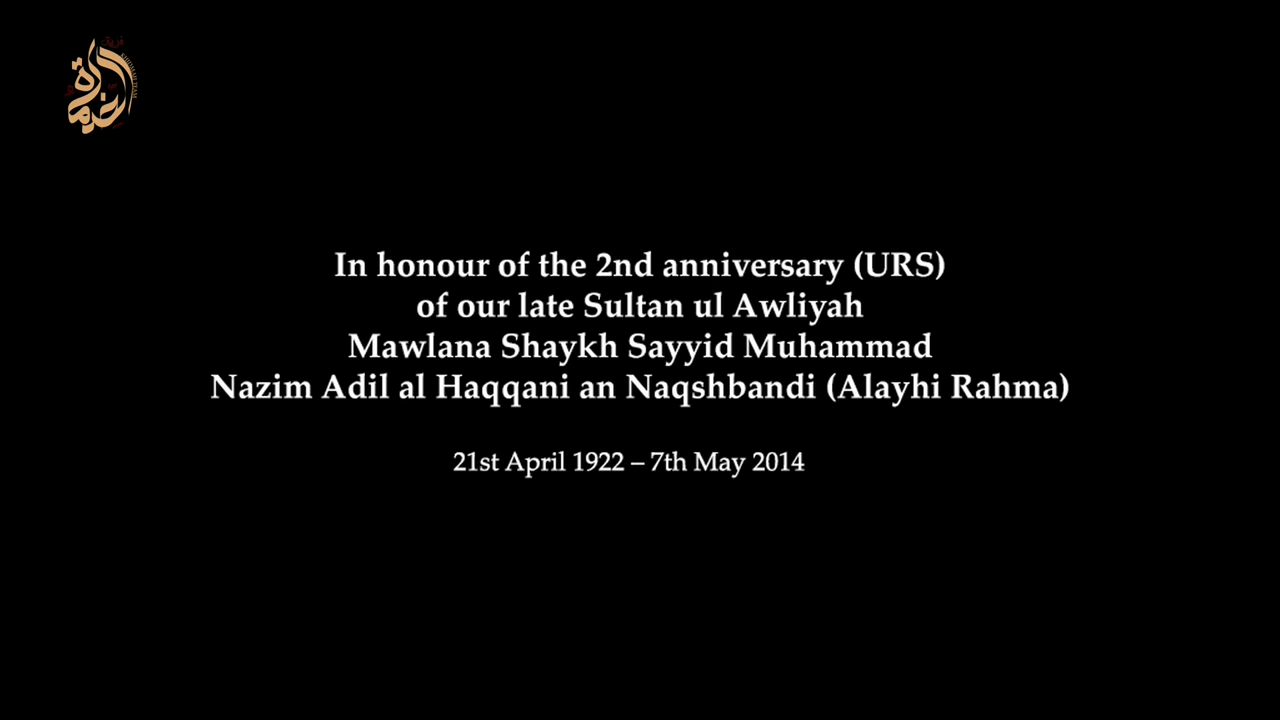 In honour of the 2nd anniversary (URS)
of our late Sultan ul Awliyah
Mawlana Shaykh Sayyid Muhammad
Nazim Adil al Haqqani an Naqshbandi (Alayhi Rahma)
21st April 1922 – 7th May 2014